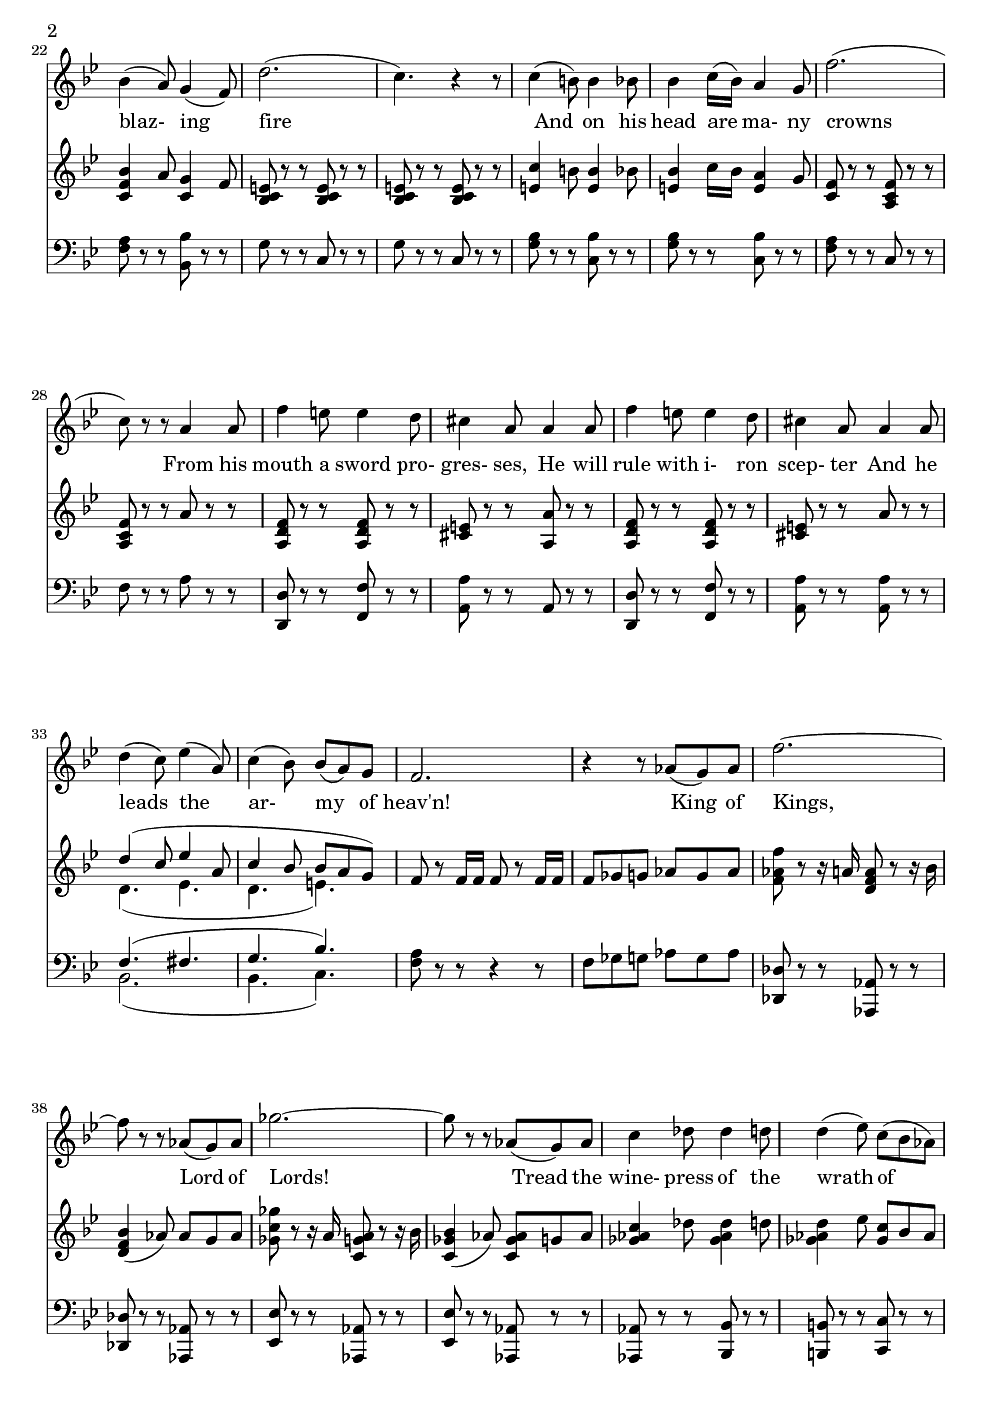 2
22
blaz- ing fire And on his head are ma- ny crowns
28
From his mouth a sword pro- gres- ses, He will rule with i- ron scep- ter And he
33
leads the ar- my of heav'n! King of Kings,
38
Lord of Lords! Tread the wine- press of the wrath of